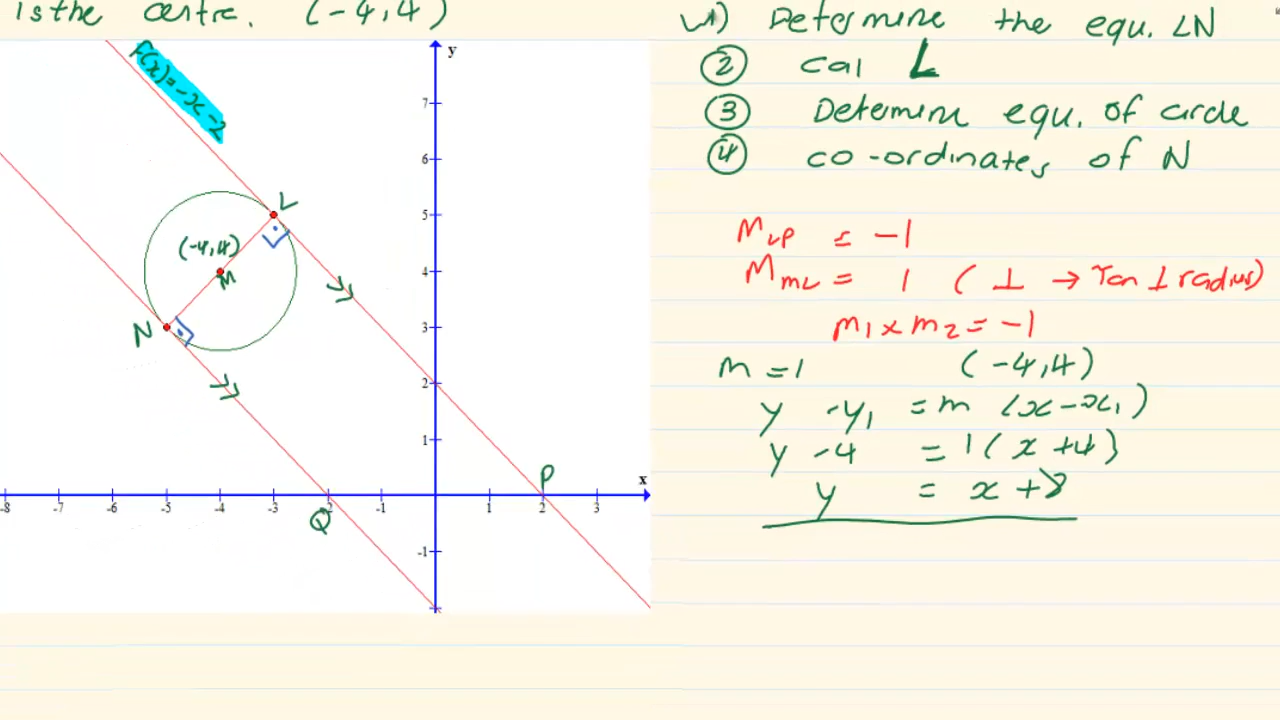 is the centre. (-4,4)
f(x)=-x-2
y
7
6
L
5
(-4,4)
4
M
N
3
2
1
P
x
-8 -6 -5 -4 -3 -2 -1 1 2 3
Q
-1
Determine the equ. LN
② cal L
③ Determine equ. of circle
④ co-ordinates of N
M_LP = -1
M_ML = 1 (⊥ → Tan ⊥ radius)
m₁ × m₂ = -1
m = 1 (-4,4)
y - y₁ = m (x - x₁)
y - 4 = 1(x + 4)
y = x + 8